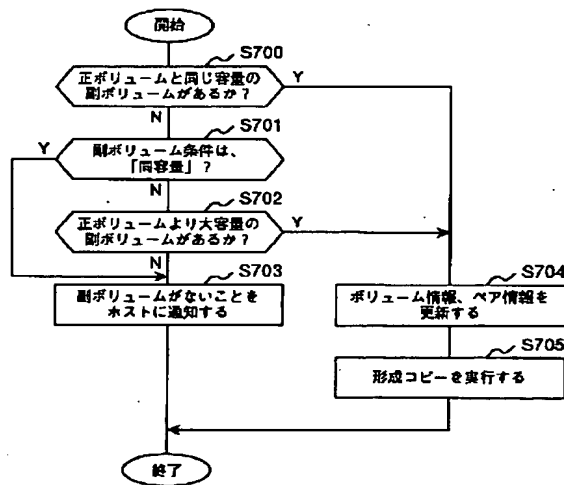 開始
S700
正ボリュームと同じ容量の
副ボリュームがあるか?
Y
N
S701
副ボリューム条件は、
「同容量」?
Y
N
S702
正ボリュームより大容量の
副ボリュームがあるか?
Y
N
S703
副ボリュームがないことを
ホストに通知する
S704
ボリューム情報、ペア情報を
更新する
S705
形成コピーを実行する
終了